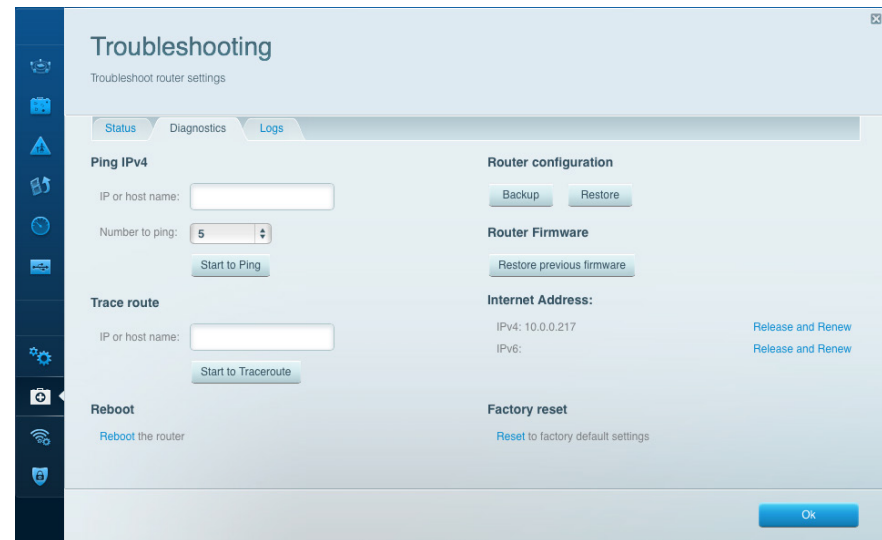 Troubleshooting
Troubleshoot router settings
Status
Diagnostics
Logs
Ping IPv4
IP or host name:
Number to ping: 5
Start to Ping
Trace route
IP or host name:
Start to Traceroute
Reboot
Reboot the router
Router configuration
Backup
Restore
Router Firmware
Restore previous firmware
Internet Address:
IPv4: 10.0.0.217 Release and Renew
IPv6: Release and Renew
Factory reset
Reset to factory default settings
Ok